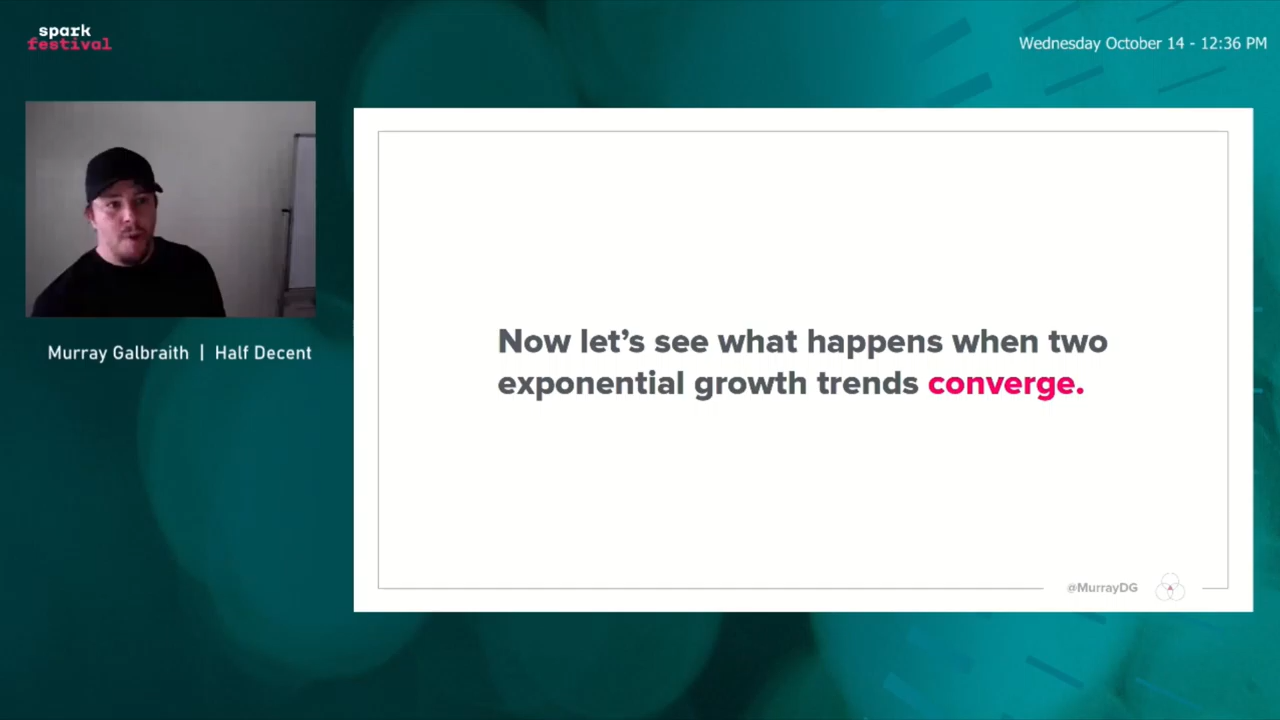 spark
festival
Wednesday October 14 - 12:36 PM
Murray Galbraith | Half Decent
Now let's see what happens when two
exponential growth trends converge.
@MurrayDG